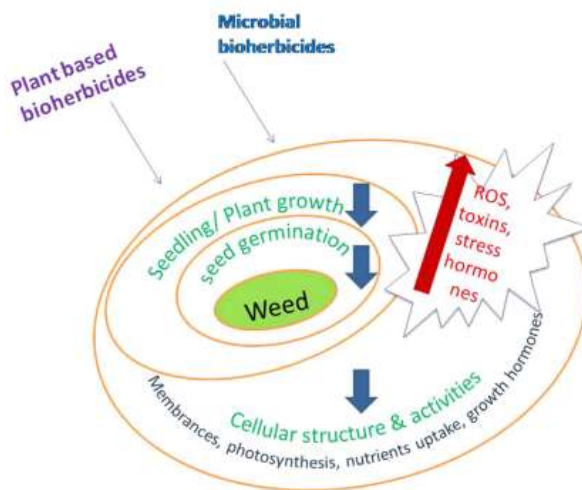 Microbial
bioherbicides
Plant based
bioherbicides
Seedling/ Plant growth
seed germination
Weed
ROS,
toxins,
stress
hormo
nes
Cellular structure & activities
Membrances, photosynthesis, nutrients uptake, growth hormones